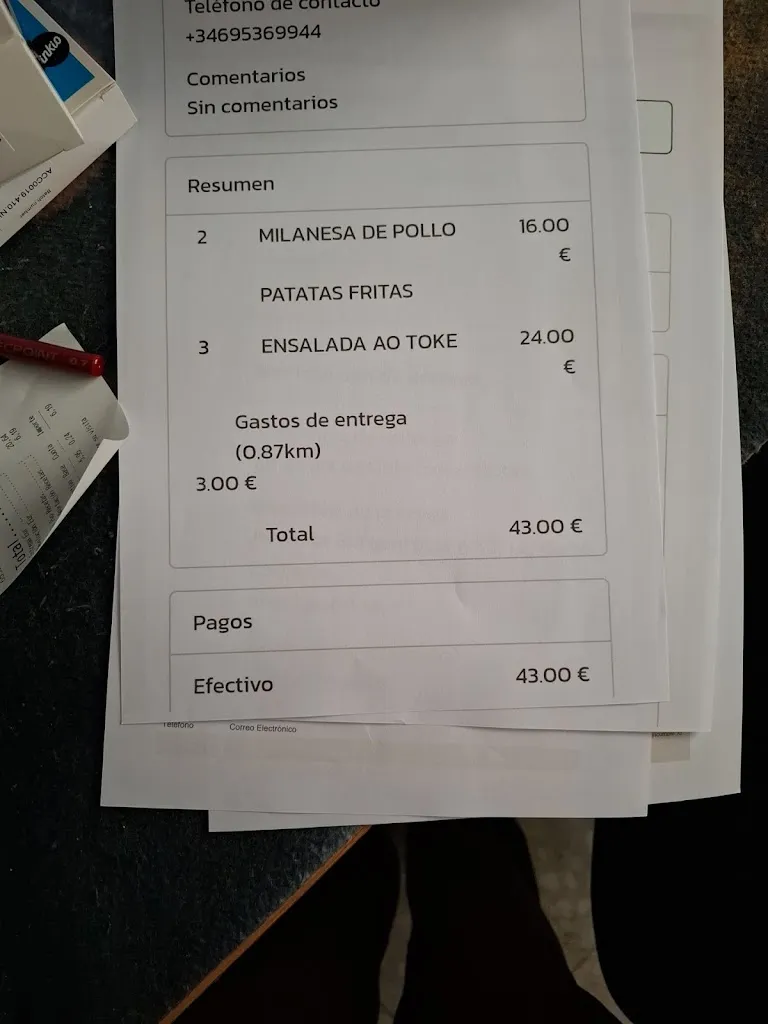 Teléfono de contacto
+34695369944
Comentarios
Sin comentarios
Resumen
2 MILANESA DE POLLO 16.00
€
PATATAS FRITAS
3 ENSALADA AO TOKE 24.00
€
Gastos de entrega
(0.87km)
3.00 €
Total 43.00 €
Pagos
Efectivo 43.00 €
Teléfono Correo Electrónico
Total